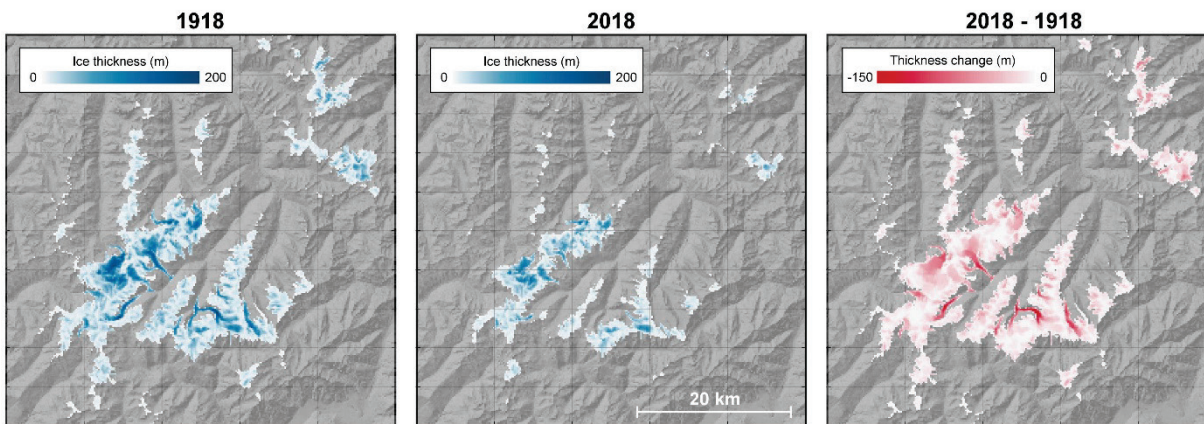 1918
Ice thickness (m)
0 200
2018
Ice thickness (m)
0 200
20 km
2018 - 1918
Thickness change (m)
-150 0